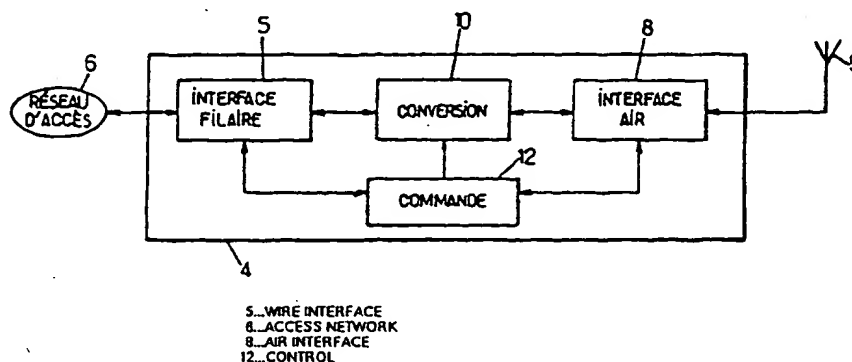 5
10
8
6
9
RÉSEAU
D'ACCÈS
INTERFACE
FILAIRE
CONVERSION
INTERFACE
AIR
12
COMMANDE
4
5...WIRE INTERFACE
6...ACCESS NETWORK
8...AIR INTERFACE
12...CONTROL